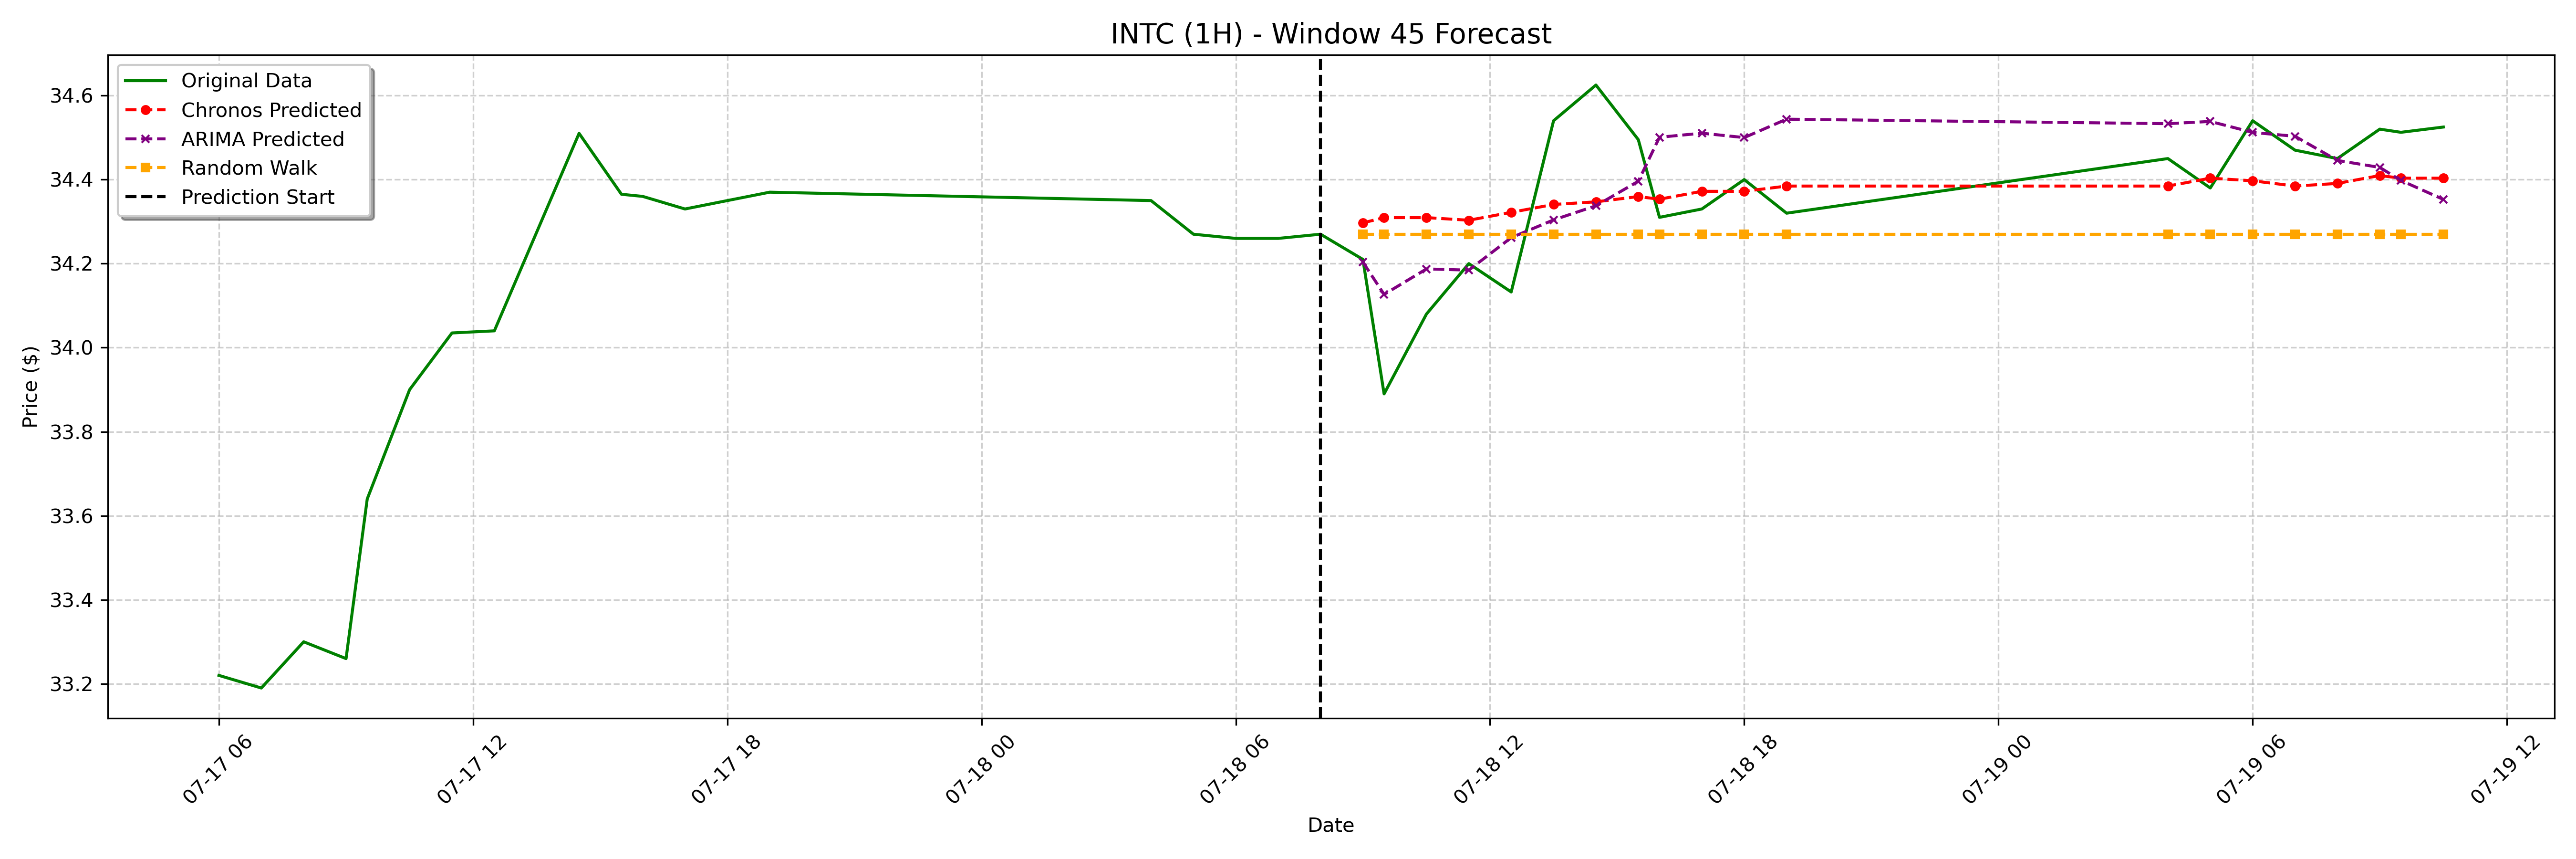 INTC (1H) - Window 45 Forecast
Original Data
Chronos Predicted
ARIMA Predicted
Random Walk
Prediction Start
Price ($)
34.6
34.4
34.2
34.0
33.8
33.6
33.4
33.2
07-17 06
07-17 12
07-17 18
07-18 00
07-18 06
07-18 12
07-18 18
07-19 00
07-19 06
07-19 12
Date